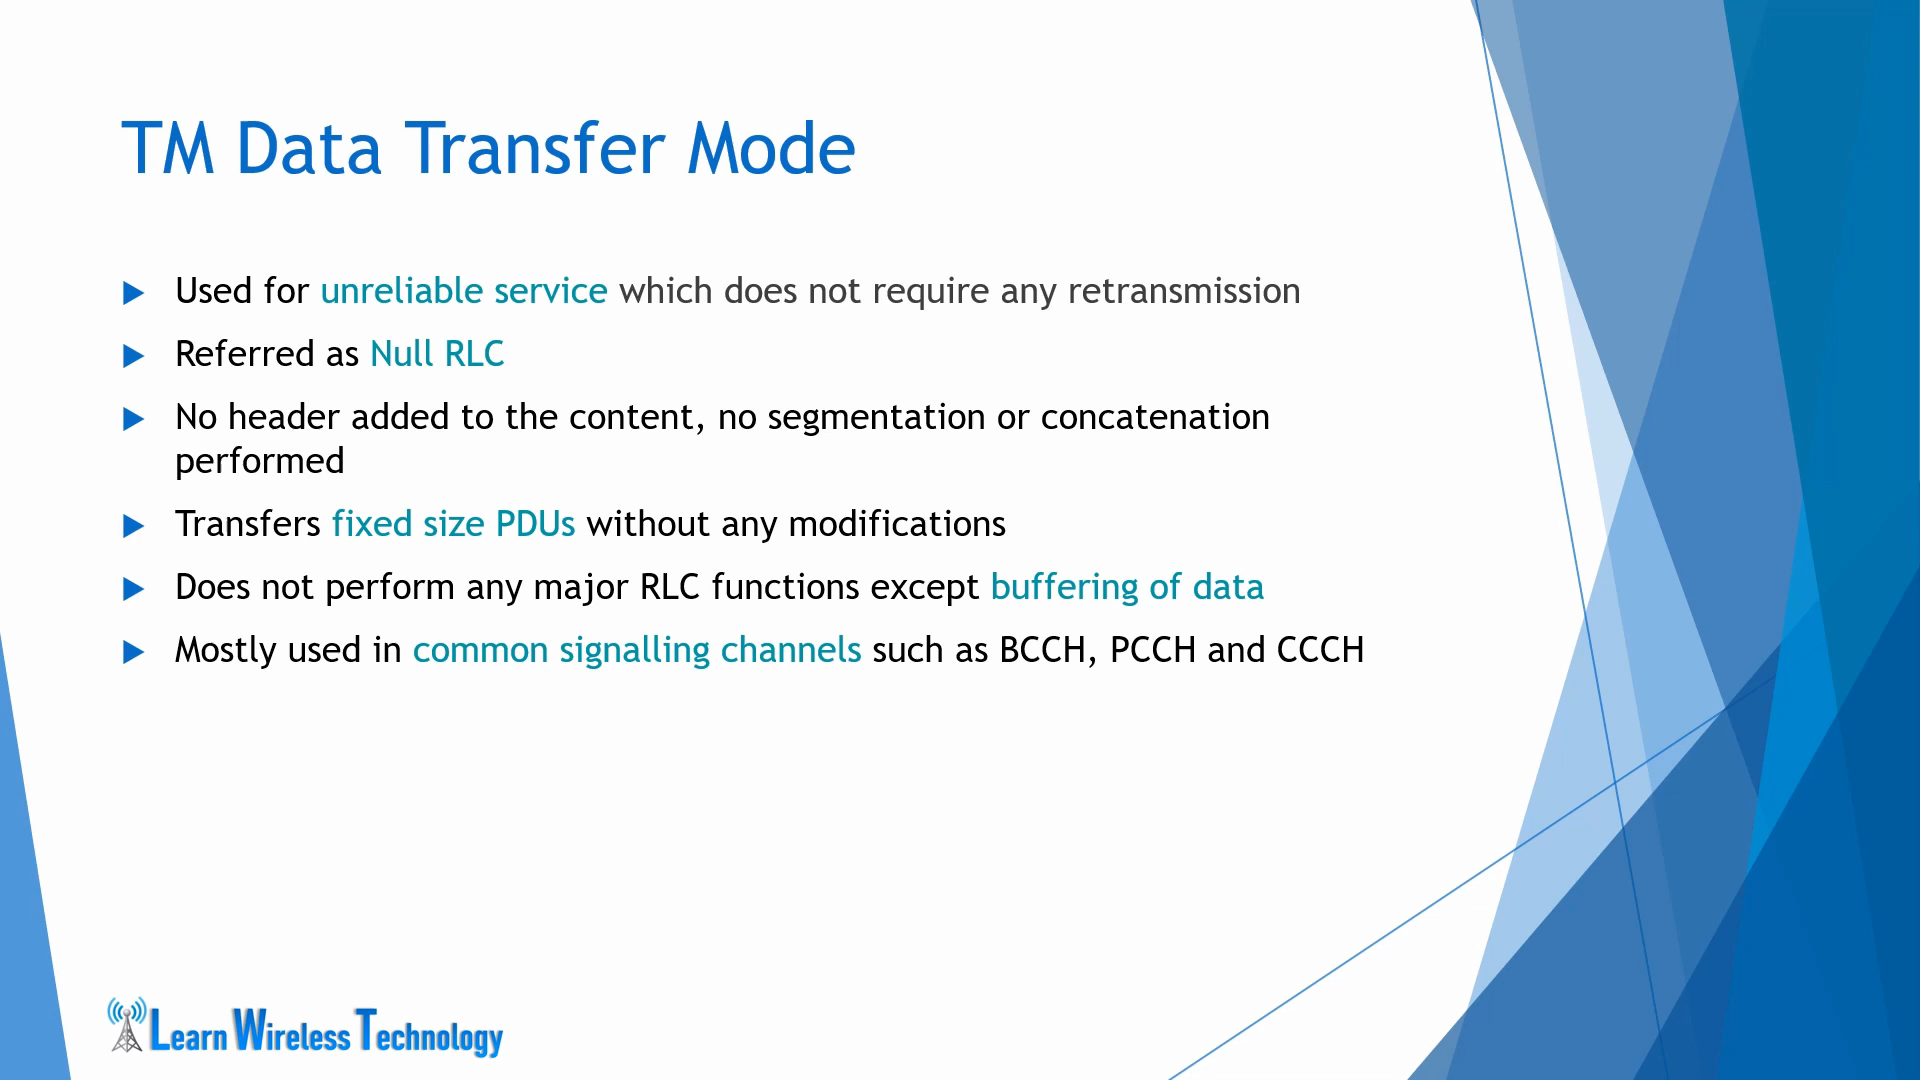 TM Data Transfer Mode
Used for unreliable service which does not require any retransmission
Referred as Null RLC
No header added to the content, no segmentation or concatenation
performed
Transfers fixed size PDUs without any modifications
Does not perform any major RLC functions except buffering of data
Mostly used in common signalling channels such as BCCH, PCCH and CCCH
Learn Wireless Technology